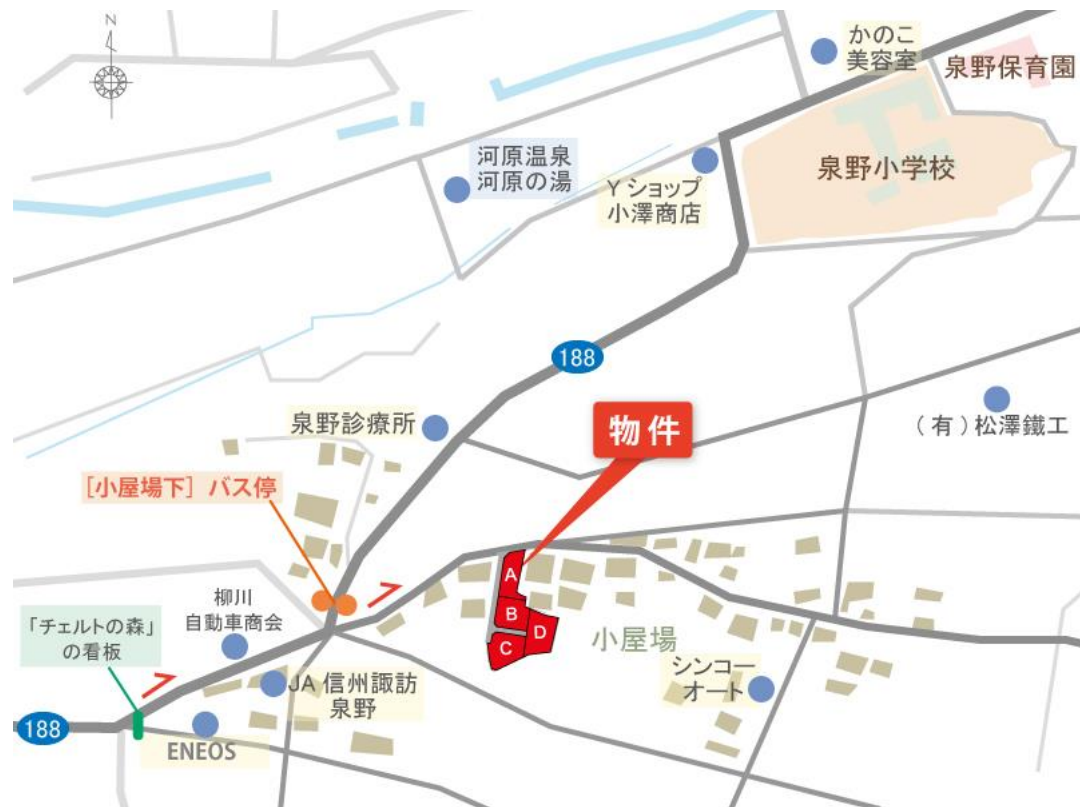 N
かのこ
美容室
泉野保育園
河原温泉
河原の湯
Yショップ
小澤商店
泉野小学校
188
泉野診療所
物件
(有)松澤鐵工
[小屋場下] バス停
A
B
C
D
柳川
自動車商会
「チェルトの森」
の看板
小屋場
シンコー
オート
JA 信州諏訪
泉野
188
ENEOS